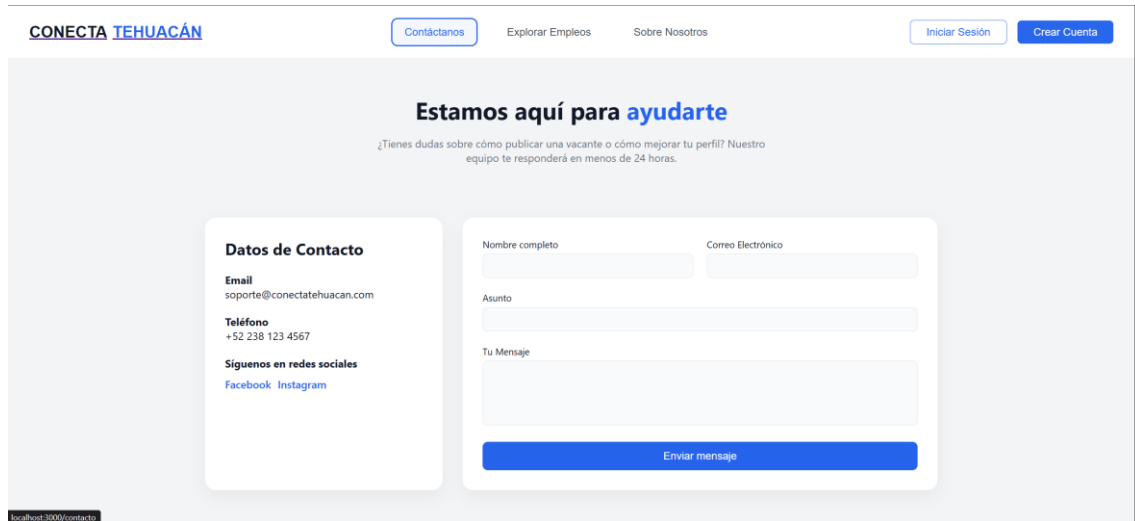 CONECTA TEHUACÁN
Contáctanos
Explorar Empleos
Sobre Nosotros
Iniciar Sesión
Crear Cuenta
Estamos aquí para ayudarte
¿Tienes dudas sobre cómo publicar una vacante o cómo mejorar tu perfil? Nuestro
equipo te responderá en menos de 24 horas.
Datos de Contacto
Email
soporte@conectatehuacan.com
Teléfono
+52 238 123 4567
Síguenos en redes sociales
Facebook Instagram
Nombre completo
Correo Electrónico
Asunto
Tu Mensaje
Enviar mensaje
localhost:3000/contacto